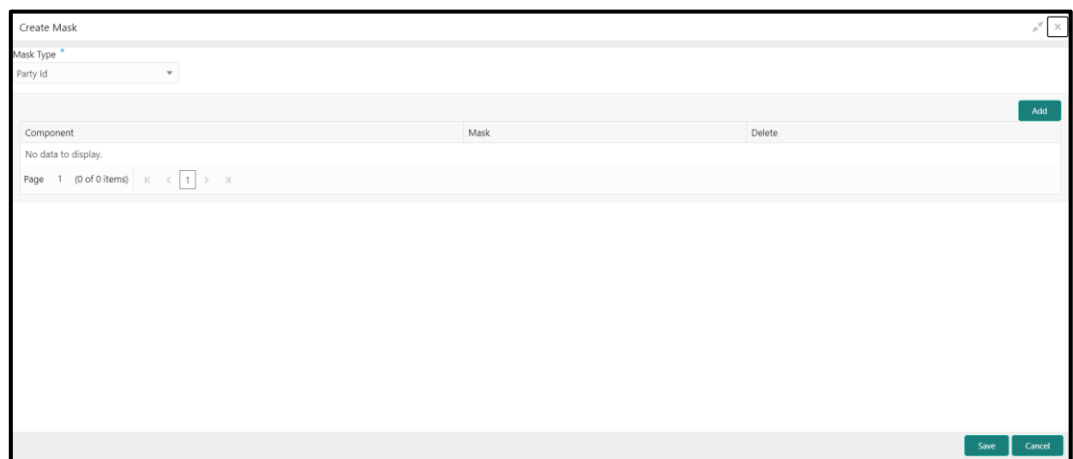 Create Mask
Mask Type *
Party Id
Add
Component Mask Delete
No data to display.
Page 1 (0 of 0 items) 1
Save Cancel